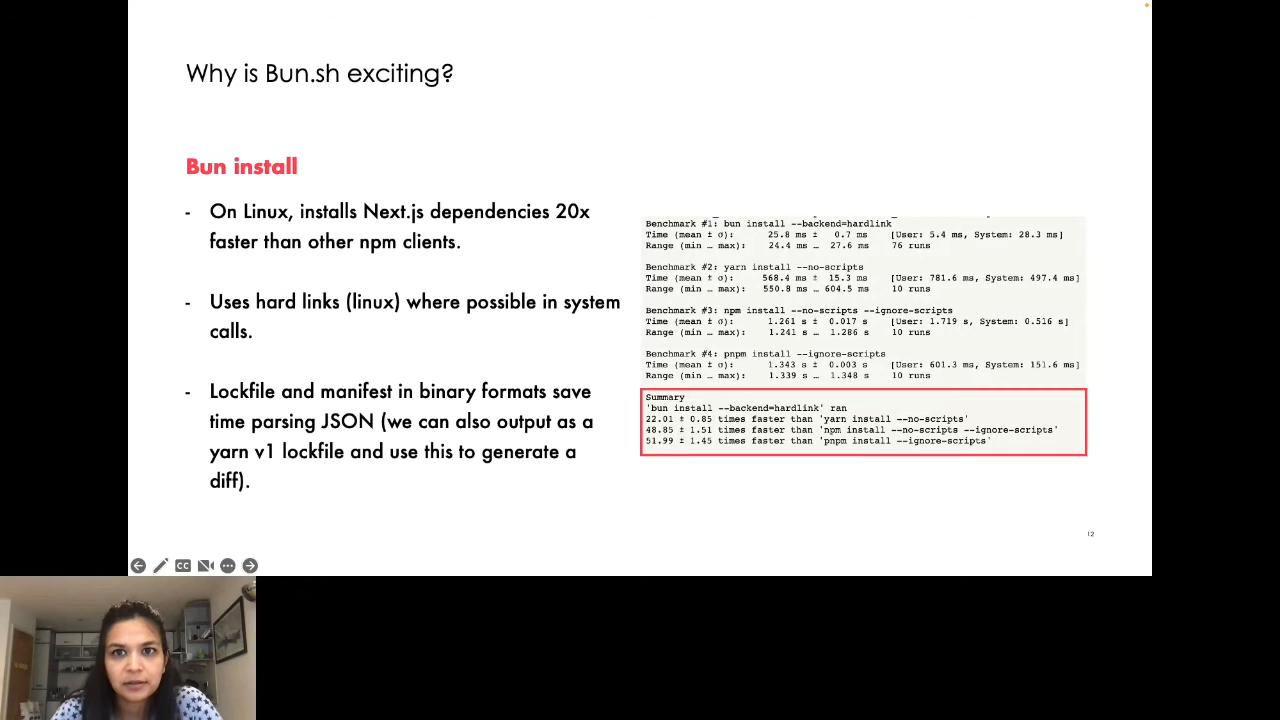 Why is Bun.sh exciting?
Bun install
- On Linux, installs Next.js dependencies 20x
faster than other npm clients.
- Uses hard links (linux) where possible in system
calls.
- Lockfile and manifest in binary formats save
time parsing JSON (we can also output as a
yarn v1 lockfile and use this to generate a
diff).
Benchmark #1: bun install --backend=hardlink
Time (mean ± σ): 25.8 ms ± 0.7 ms [User: 5.4 ms, System: 28.3 ms]
Range (min … max): 24.4 ms … 27.6 ms 76 runs
Benchmark #2: yarn install --no-scripts
Time (mean ± σ): 568.4 ms ± 15.3 ms [User: 781.6 ms, System: 497.4 ms]
Range (min … max): 550.8 ms … 604.5 ms 10 runs
Benchmark #3: npm install --no-scripts --ignore-scripts
Time (mean ± σ): 1.261 s ± 0.017 s [User: 1.719 s, System: 0.516 s]
Range (min … max): 1.241 s … 1.286 s 10 runs
Benchmark #4: pnpm install --ignore-scripts
Time (mean ± σ): 1.343 s ± 0.003 s [User: 601.3 ms, System: 151.6 ms]
Range (min … max): 1.339 s … 1.348 s 10 runs
Summary
'bun install --backend=hardlink' ran
22.01 ± 0.85 times faster than 'yarn install --no-scripts'
48.85 ± 1.51 times faster than 'npm install --no-scripts --ignore-scripts'
51.99 ± 1.45 times faster than 'pnpm install --ignore-scripts'
12
CC